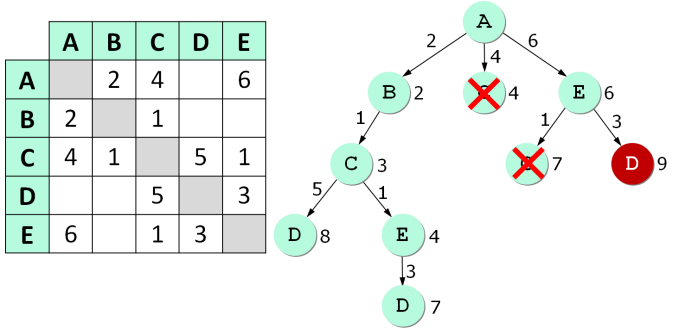 A B C D E
A 2 4 6
B 2 1
C 4 1 5 1
D 5 3
E 6 1 3
A
2 4 6
B 2 C 4 E 6
1 1 3
C 3 C 7 D 9
5 1
D 8 E 4
3
D 7